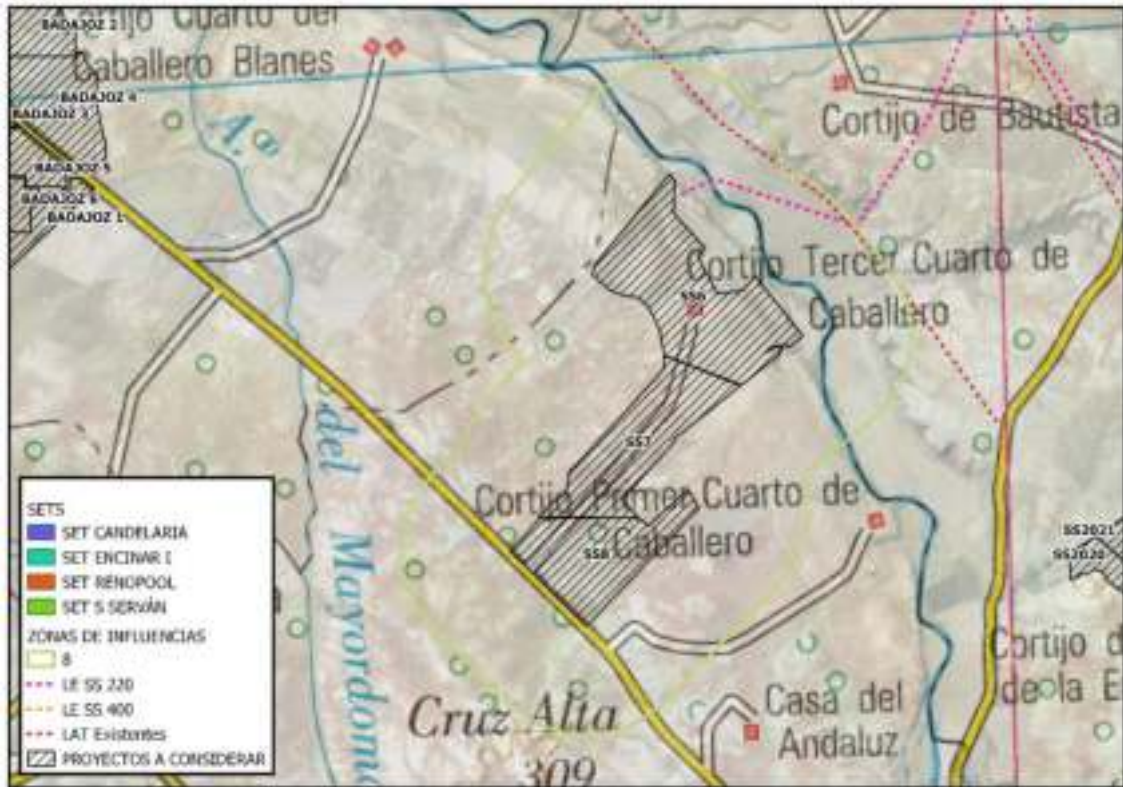 BADAJOZ 2
rtijo Cuarto del
Caballero Blanes
BADAJOZ 4
BADAJOZ 3
A.º
Cortijo de Bautista
BADAJOZ 5
BADAJOZ 6
BADAJOZ 1
Cortijo Tercer Cuarto de
Caballero
SS6
SS7
Cortijo Primer Cuarto de
Caballero
SS8
del Mayordomo
SS2021
SS2020
Cortijo d
de la E
Casa del
Andaluz
Cruz Alta
309
SETS
SET CANDELARIA
SET ENCINAR I
SET RENOPOOL
SET S SERVÁN
ZONAS DE INFLUENCIAS
8
LE SS 220
LE SS 400
LAT Existentes
PROYECTOS A CONSIDERAR